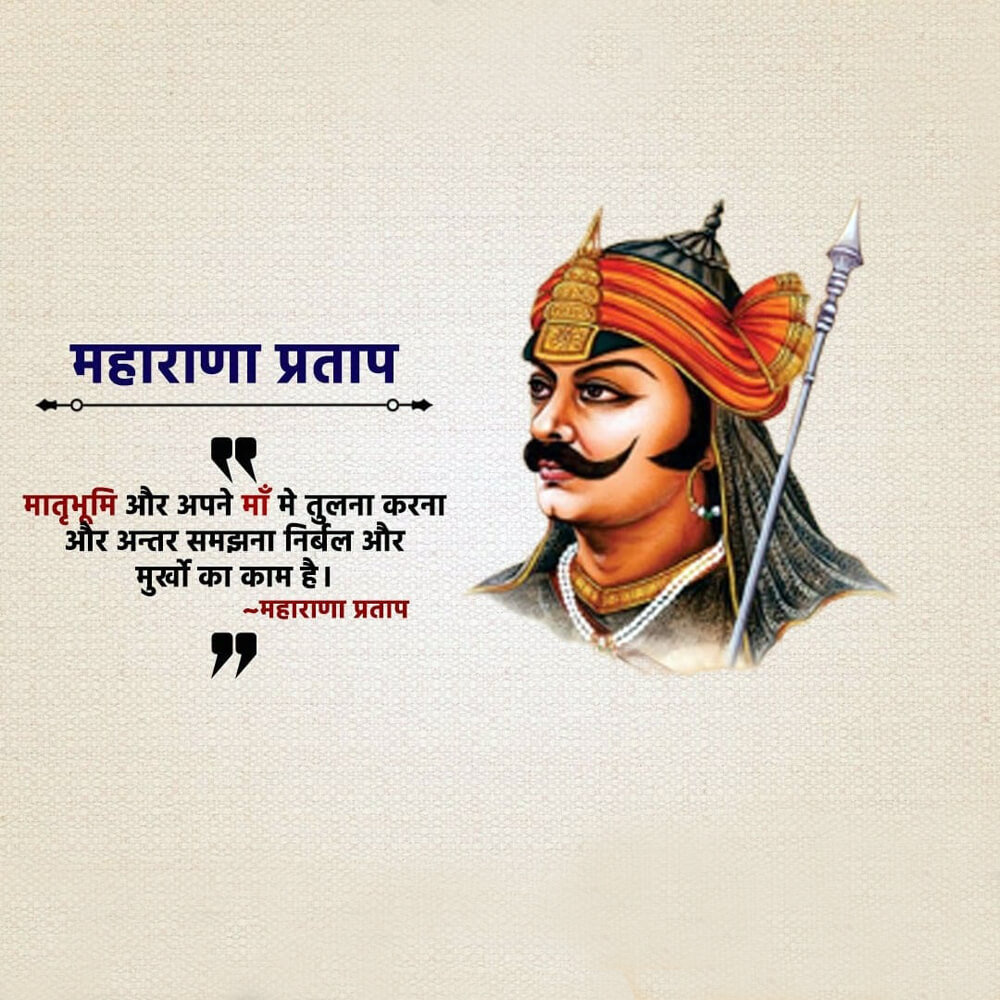 महाराणा प्रताप
"
मातृभूमि और अपने माँ मे तुलना करना
और अन्तर समझना निर्बल और
मुर्खो का काम है।
~महाराणा प्रताप
"